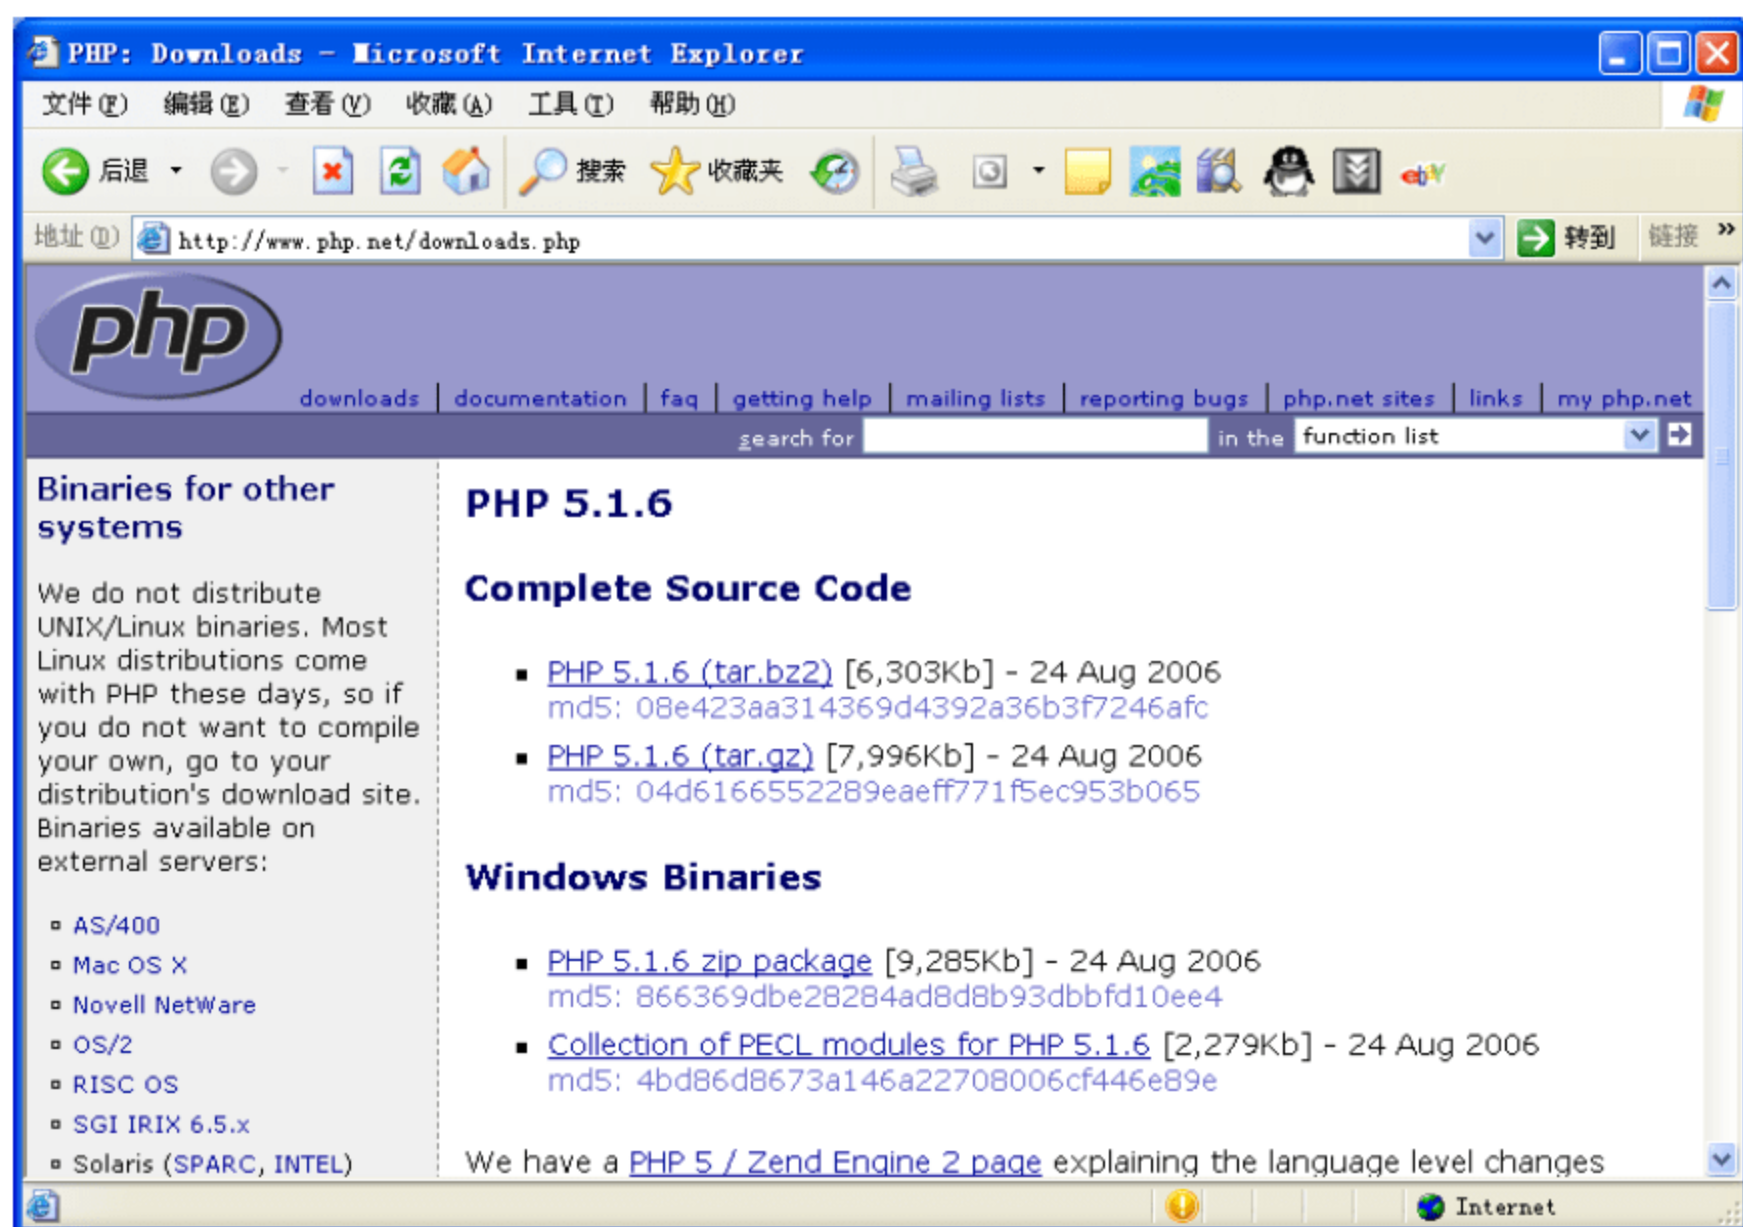 PHP: Downloads - Microsoft Internet Explorer
文件(F) 编辑(E) 查看(V) 收藏(A) 工具(T) 帮助(H)
后退 搜索 收藏夹 ebY
地址(D) http://www.php.net/downloads.php 转到 链接 »
php
downloads | documentation | faq | getting help | mailing lists | reporting bugs | php.net sites | links | my php.net
search for in the function list
Binaries for other
systems
We do not distribute
UNIX/Linux binaries. Most
Linux distributions come
with PHP these days, so if
you do not want to compile
your own, go to your
distribution's download site.
Binaries available on
external servers:
AS/400
Mac OS X
Novell NetWare
OS/2
RISC OS
SGI IRIX 6.5.x
Solaris (SPARC, INTEL)
PHP 5.1.6
Complete Source Code
PHP 5.1.6 (tar.bz2) [6,303Kb] - 24 Aug 2006
md5: 08e423aa314369d4392a36b3f7246afc
PHP 5.1.6 (tar.gz) [7,996Kb] - 24 Aug 2006
md5: 04d6166552289eaeff771f5ec953b065
Windows Binaries
PHP 5.1.6 zip package [9,285Kb] - 24 Aug 2006
md5: 866369dbe28284ad8d8b93dbbfd10ee4
Collection of PECL modules for PHP 5.1.6 [2,279Kb] - 24 Aug 2006
md5: 4bd86d8673a146a22708006cf446e89e
We have a PHP 5 / Zend Engine 2 page explaining the language level changes
Internet